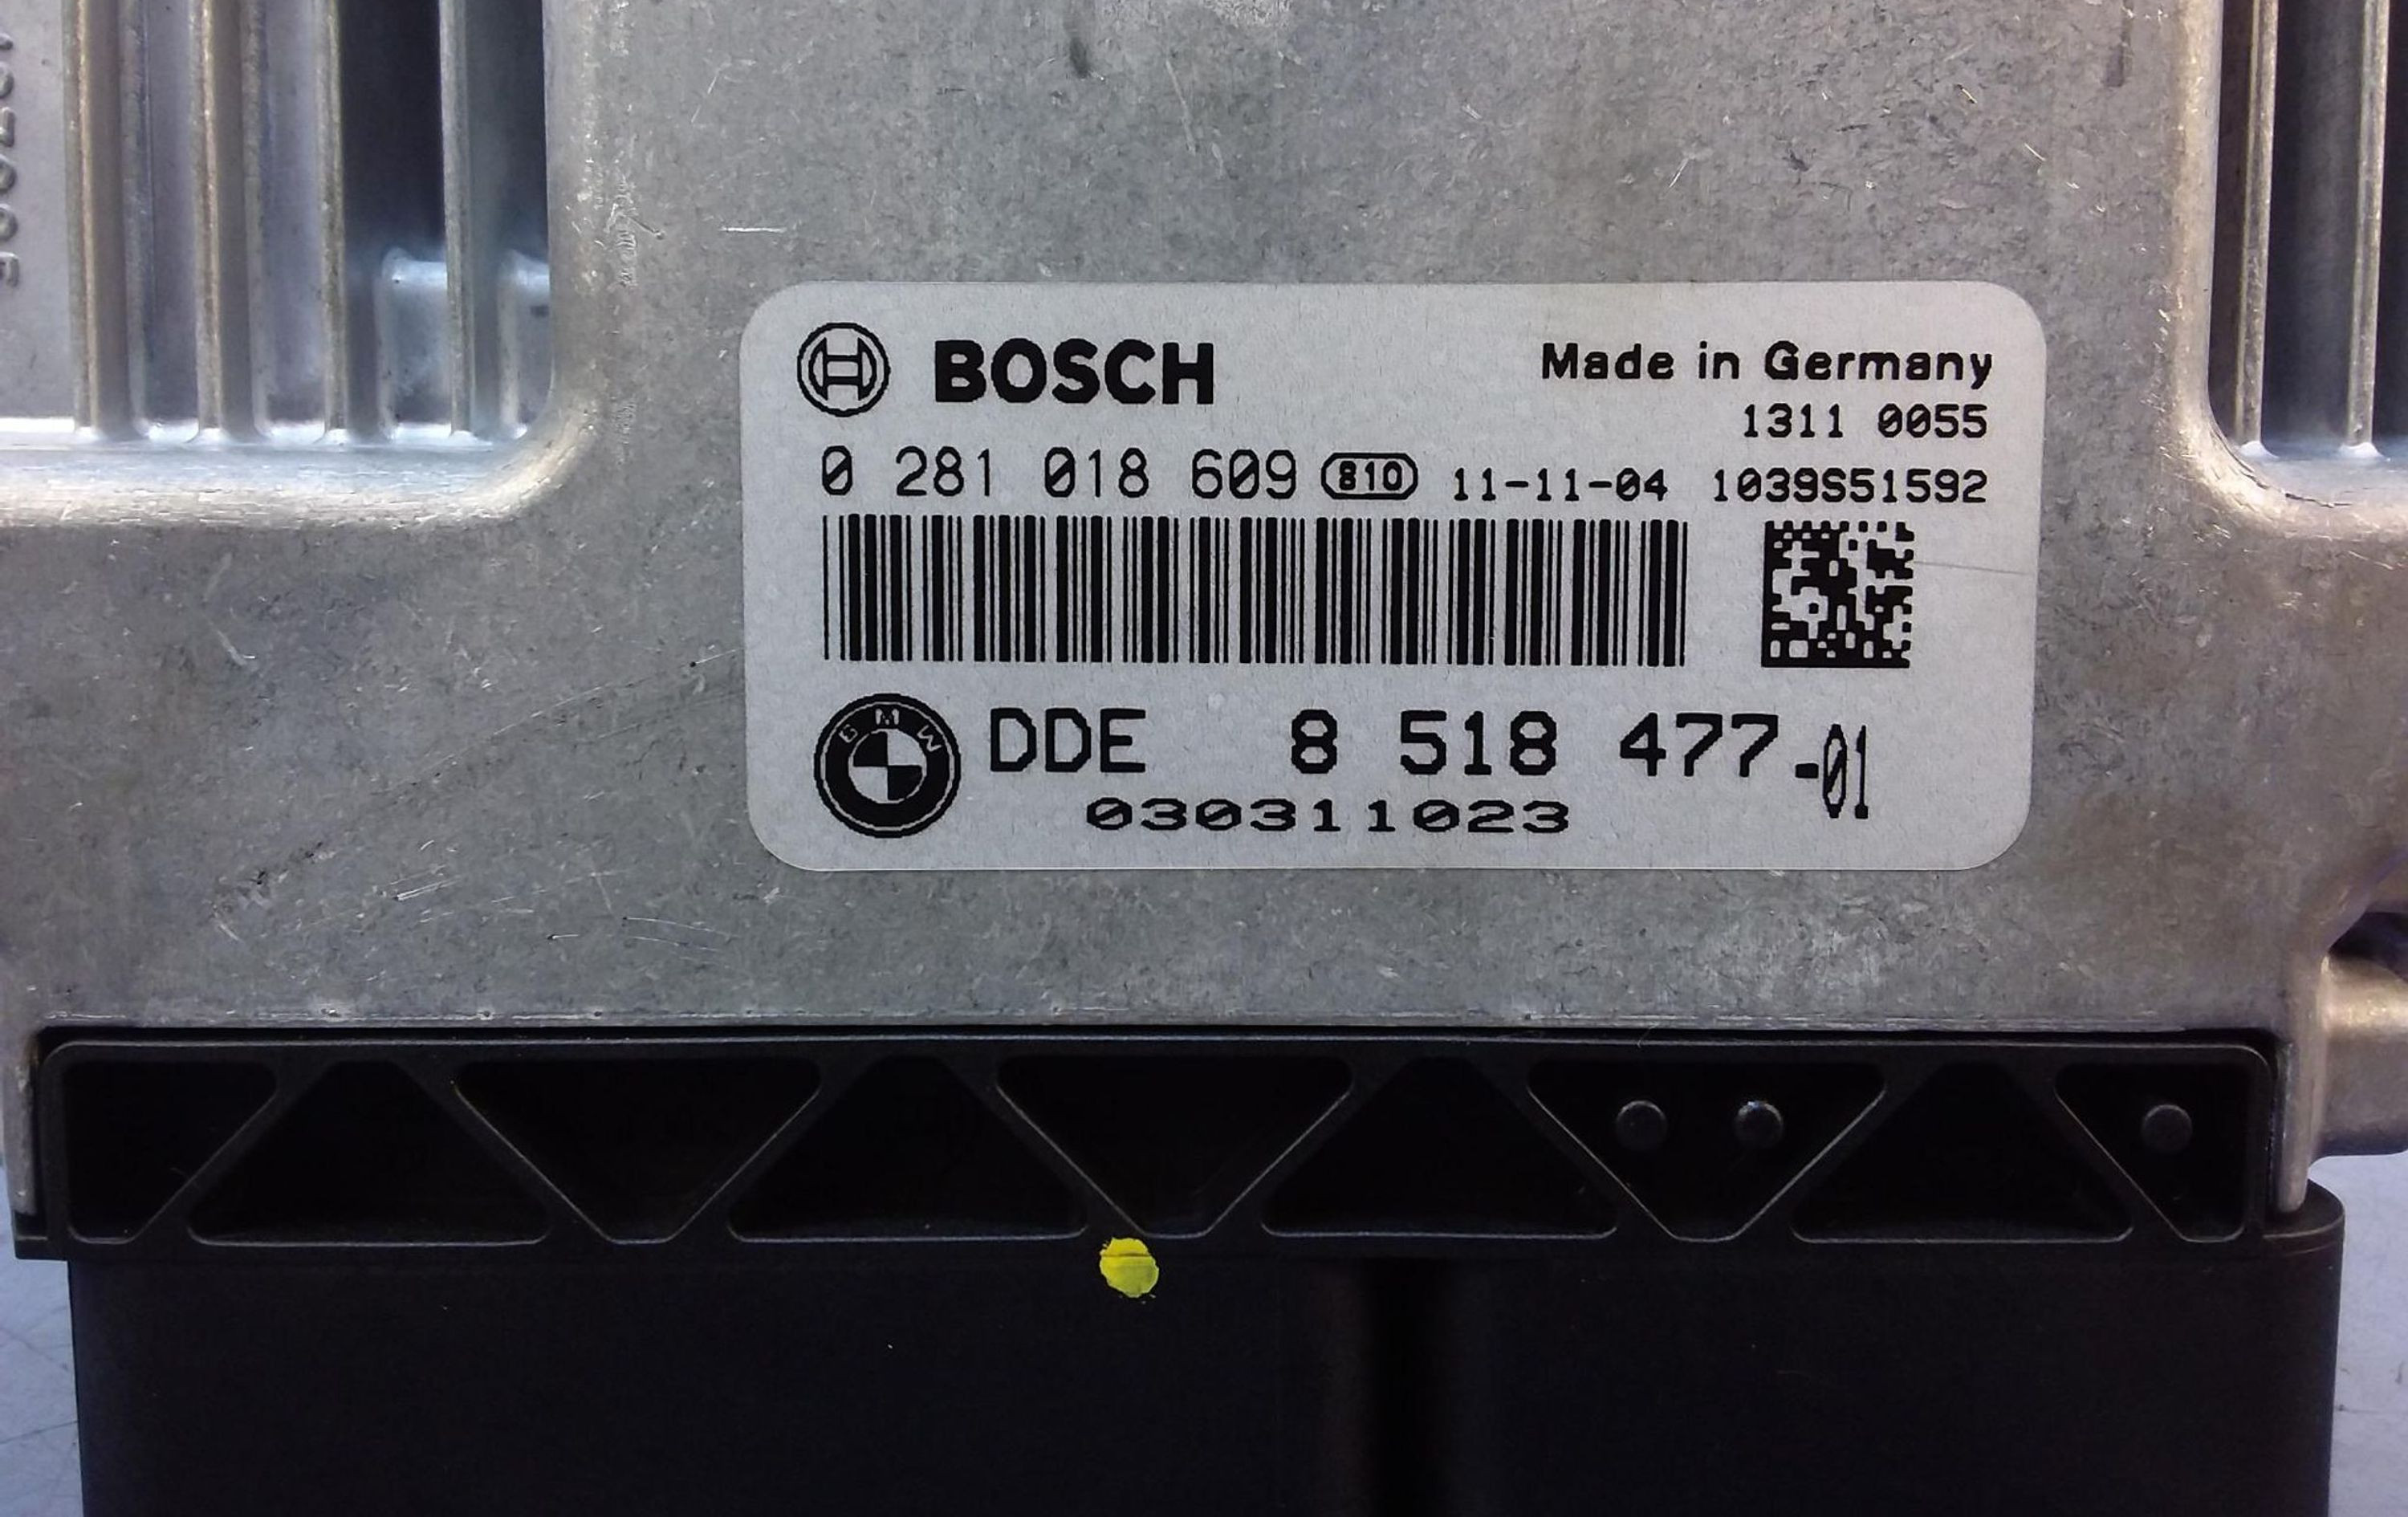 BOSCH
Made in Germany
1311 0055
0 281 018 609 810 11-11-04 1039S51592
BMW DDE 8 518 477-01
030311023